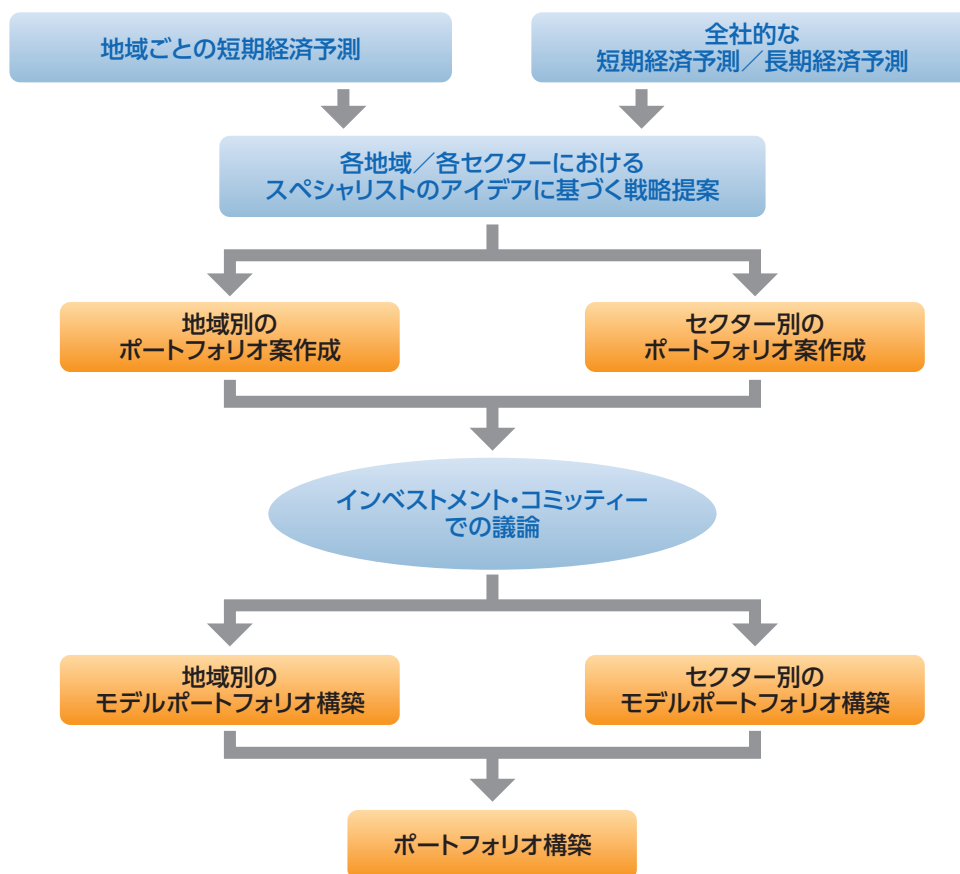 地域ごとの短期経済予測
全社的な
短期経済予測／長期経済予測
各地域／各セクターにおける
スペシャリストのアイデアに基づく戦略提案
地域別の
ポートフォリオ案作成
セクター別の
ポートフォリオ案作成
インベストメント・コミッティー
での議論
地域別の
モデルポートフォリオ構築
セクター別の
モデルポートフォリオ構築
ポートフォリオ構築